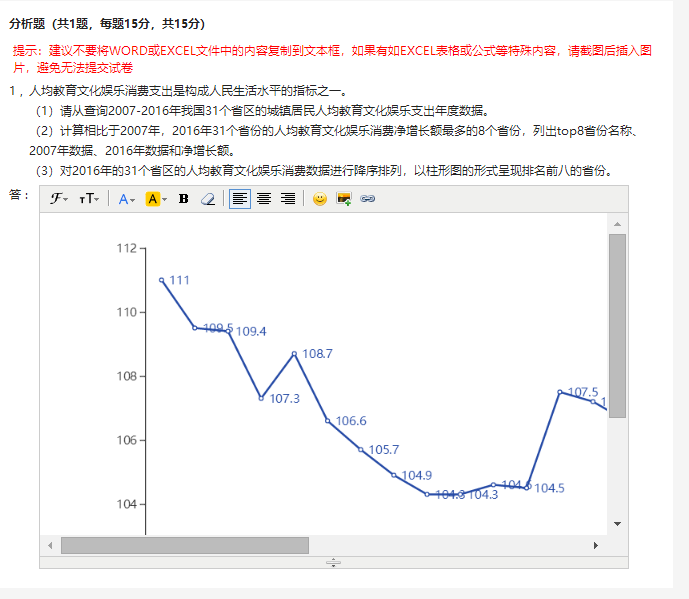 分析题（共1题，每题15分，共15分）
提示：建议不要将WORD或EXCEL文件中的内容复制到文本框，如果有如EXCEL表格或公式等特殊内容，请截图后插入图
片，避免无法提交试卷
1，人均教育文化娱乐消费支出是构成人民生活水平的指标之一。
（1）请从查询2007-2016年我国31个省区的城镇居民人均教育文化娱乐支出年度数据。
（2）计算相比于2007年，2016年31个省份的人均教育文化娱乐消费净增长额最多的8个省份，列出top8省份名称、
2007年数据、2016年数据和净增长额。
（3）对2016年的31个省区的人均教育文化娱乐消费数据进行降序排列，以柱形图的形式呈现排名前八的省份。
答：
F TT A A B
112
111
110
109.5 109.4
108.7
108
107.3
107.5
106.6
106
105.7
104.9
104.3 104.3 104.5
104